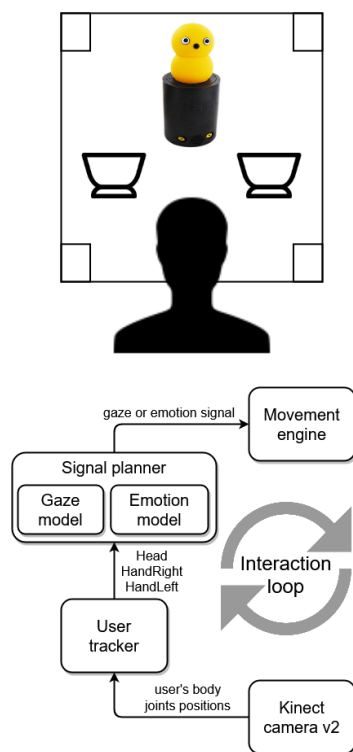 gaze or emotion signal
Movement
engine
Signal planner
Gaze
model
Emotion
model
Head
HandRight
HandLeft
Interaction
loop
User
tracker
user's body
joints positions
Kinect
camera v2